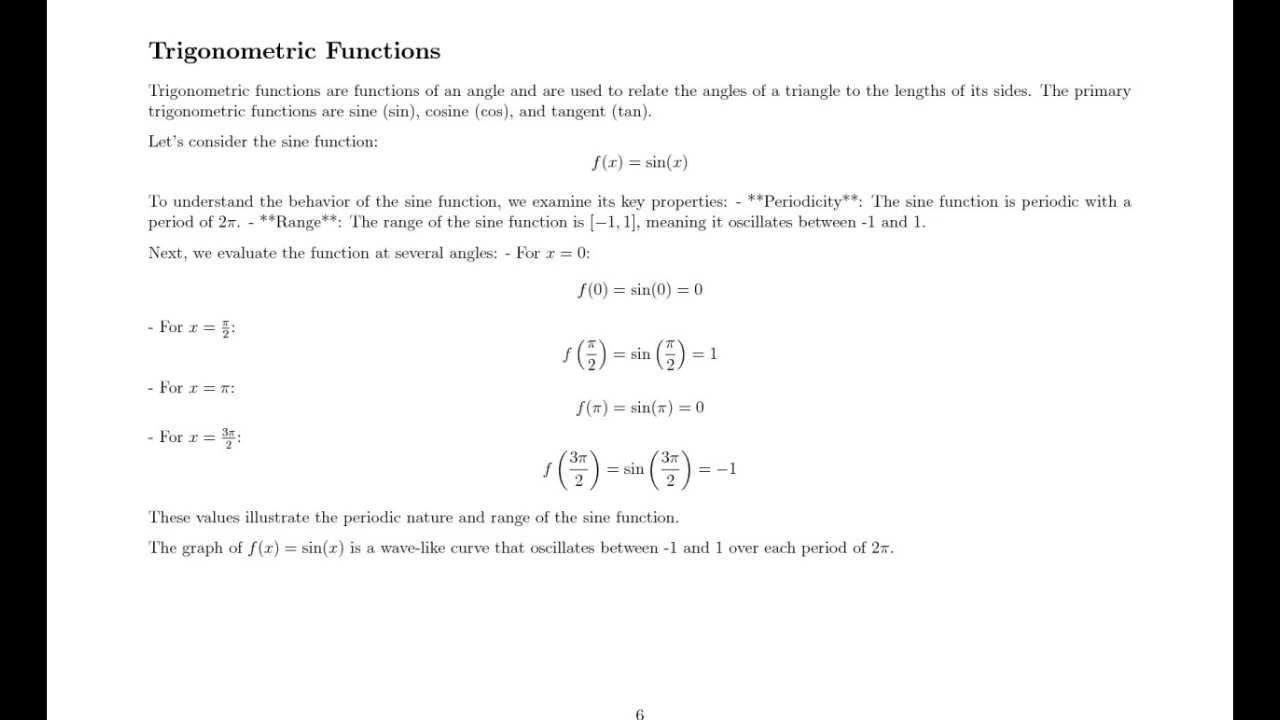 Trigonometric Functions
Trigonometric functions are functions of an angle and are used to relate the angles of a triangle to the lengths of its sides. The primary
trigonometric functions are sine (sin), cosine (cos), and tangent (tan).
Let's consider the sine function:
f(x) = sin(x)
To understand the behavior of the sine function, we examine its key properties: - **Periodicity**: The sine function is periodic with a
period of 2π. - **Range**: The range of the sine function is [−1, 1], meaning it oscillates between -1 and 1.
Next, we evaluate the function at several angles: - For x = 0:
f(0) = sin(0) = 0
- For x = π/2:
f(π/2) = sin(π/2) = 1
- For x = π:
f(π) = sin(π) = 0
- For x = 3π/2:
f(3π/2) = sin(3π/2) = −1
These values illustrate the periodic nature and range of the sine function.
The graph of f(x) = sin(x) is a wave-like curve that oscillates between -1 and 1 over each period of 2π.
6